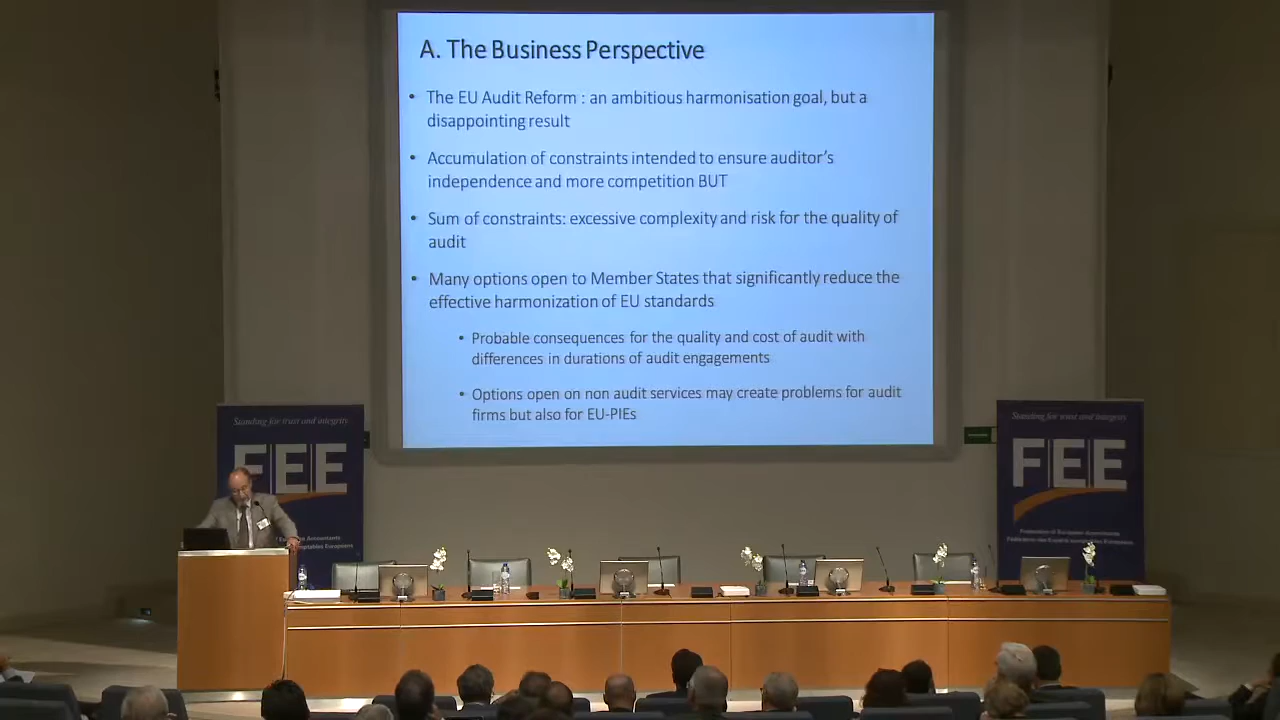 A. The Business Perspective
• The EU Audit Reform : an ambitious harmonisation goal, but a
disappointing result
• Accumulation of constraints intended to ensure auditor's
independence and more competition BUT
• Sum of constraints: excessive complexity and risk for the quality of
audit
• Many options open to Member States that significantly reduce the
effective harmonization of EU standards
• Probable consequences for the quality and cost of audit with
differences in durations of audit engagements
• Options open on non audit services may create problems for audit
firms but also for EU-PIEs
Standing for trust and integrity
FEE
Standing for trust and integrity
FEE
Federation of European Accountants